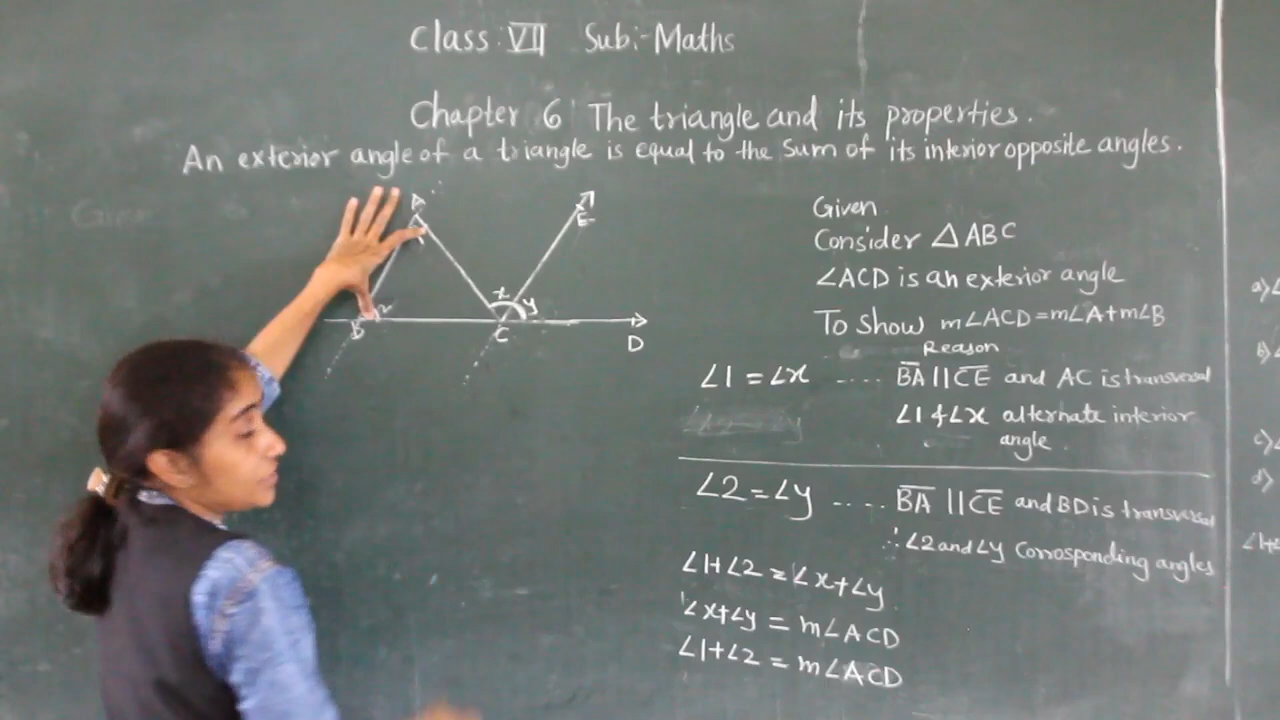 Class : VII Sub:- Maths
Chapter 6 The triangle and its properties.
An exterior angle of a triangle is equal to the sum of its interior opposite angles.
A
E
x
y
2
B
C
D
Given
Consider △ABC
∠ACD is an exterior angle
To Show m∠ACD = m∠A + m∠B
Reason
∠1 = ∠x .... BA || CE and AC is transversal
∠1 & ∠x alternate interior
angle.
∠2 = ∠y .... BA || CE and BD is transversal
∴ ∠2 and ∠y Corrosponding angles
∠1+∠2 = ∠x+∠y
∠x+∠y = m∠ACD
∠1+∠2 = m∠ACD
a)∠
b)∠
c)∠
d)